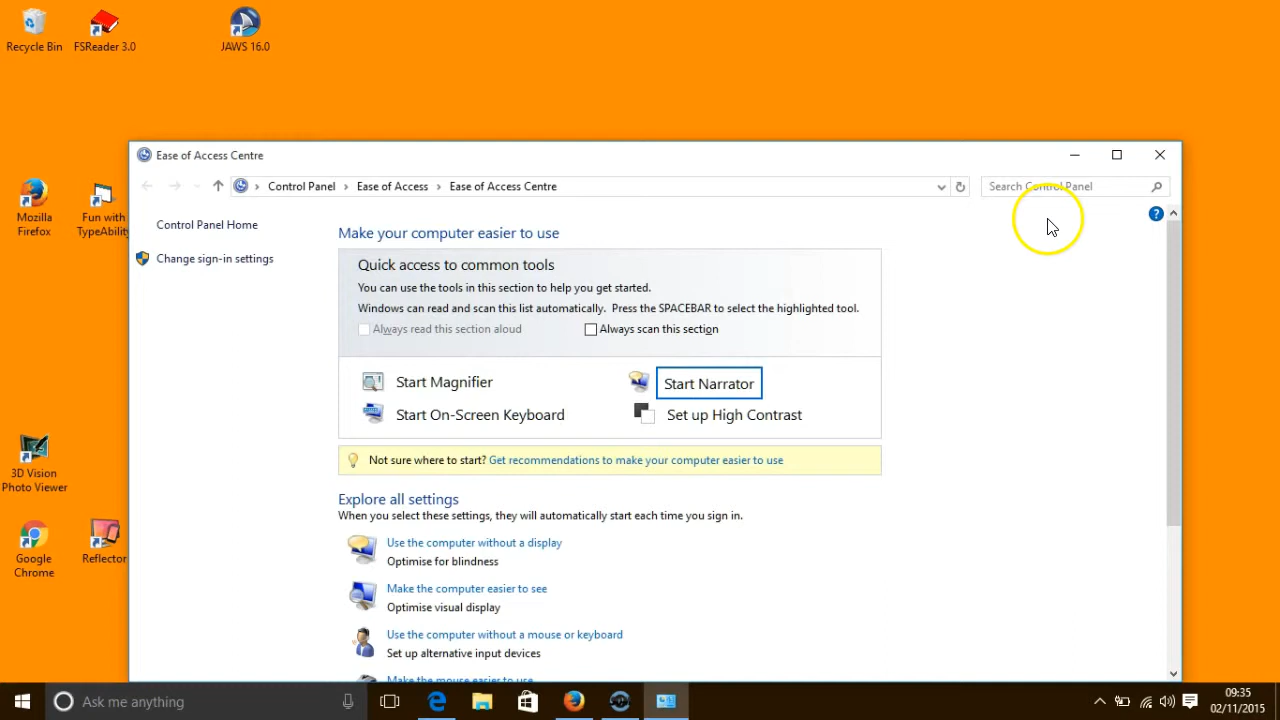 Recycle Bin
FSReader 3.0
JAWS 16.0
Mozilla
Firefox
Fun with
TypeAbility
3D Vision
Photo Viewer
Google
Chrome
Reflector
Ease of Access Centre
Control Panel > Ease of Access > Ease of Access Centre
Search Control Panel
Control Panel Home
Change sign-in settings
Make your computer easier to use
Quick access to common tools
You can use the tools in this section to help you get started.
Windows can read and scan this list automatically. Press the SPACEBAR to select the highlighted tool.
Always read this section aloud
Always scan this section
Start Magnifier
Start Narrator
Start On-Screen Keyboard
Set up High Contrast
Not sure where to start? Get recommendations to make your computer easier to use
Explore all settings
When you select these settings, they will automatically start each time you sign in.
Use the computer without a display
Optimise for blindness
Make the computer easier to see
Optimise visual display
Use the computer without a mouse or keyboard
Set up alternative input devices
Make the mouse easier to use
Ask me anything
09:35
02/11/2015